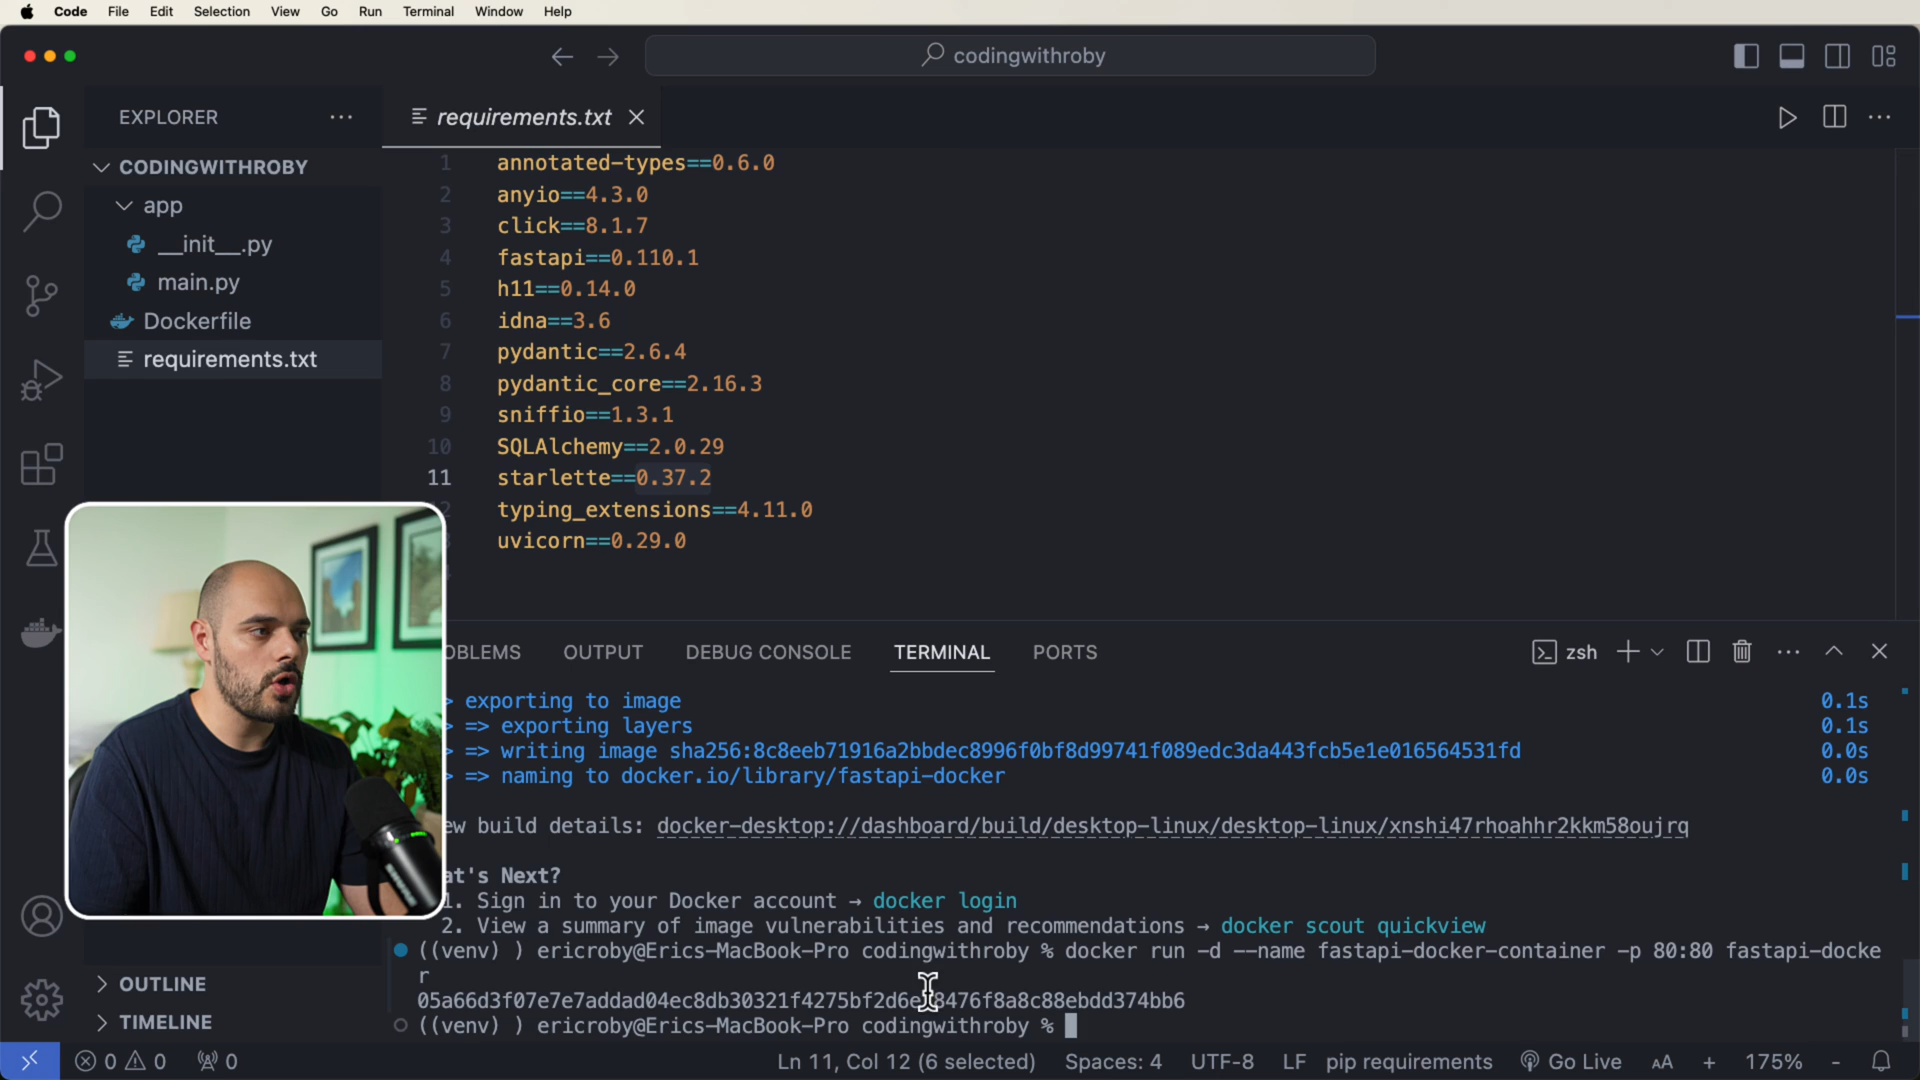 Code File Edit Selection View Go Run Terminal Window Help
codingwithroby
EXPLORER
requirements.txt
CODINGWITHROBY
app
__init__.py
main.py
Dockerfile
requirements.txt
1 annotated-types==0.6.0
2 anyio==4.3.0
3 click==8.1.7
4 fastapi==0.110.1
5 h11==0.14.0
6 idna==3.6
7 pydantic==2.6.4
8 pydantic_core==2.16.3
9 sniffio==1.3.1
10 SQLAlchemy==2.0.29
11 starlette==0.37.2
typing_extensions==4.11.0
uvicorn==0.29.0
OBLEMS OUTPUT DEBUG CONSOLE TERMINAL PORTS
zsh
> exporting to image 0.1s
> => exporting layers 0.1s
> => writing image sha256:8c8eeb71916a2bbdec8996f0bf8d99741f089edc3da443fcb5e1e016564531fd 0.0s
> => naming to docker.io/library/fastapi-docker 0.0s
ew build details: docker-desktop://dashboard/build/desktop-linux/desktop-linux/xnshi47rhoahhr2kkm58oujrq
at's Next?
1. Sign in to your Docker account → docker login
2. View a summary of image vulnerabilities and recommendations → docker scout quickview
((venv) ) ericroby@Erics-MacBook-Pro codingwithroby % docker run -d --name fastapi-docker-container -p 80:80 fastapi-docke
r
((venv) ) ericroby@Erics-MacBook-Pro codingwithroby %
OUTLINE
TIMELINE
0 0 0 Ln 11, Col 12 (6 selected) Spaces: 4 UTF-8 LF pip requirements Go Live AA + 175% -